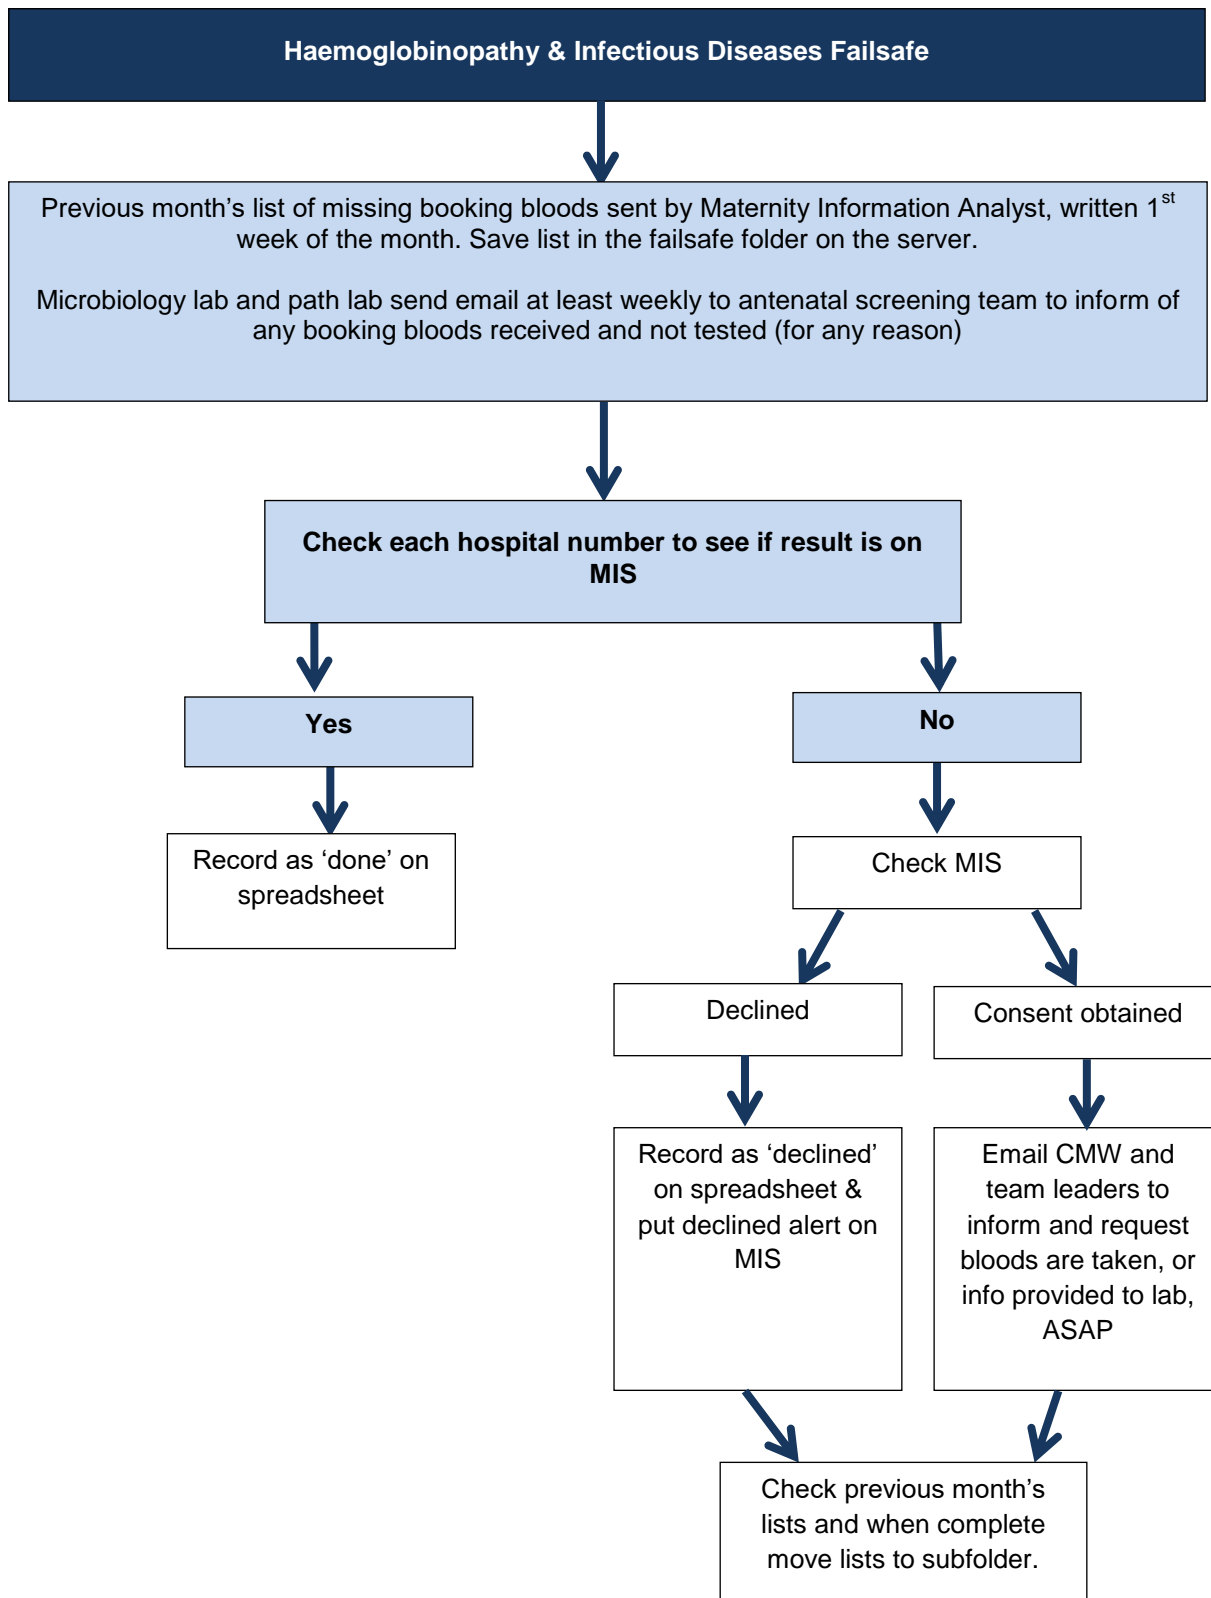 Haemoglobinopathy & Infectious Diseases Failsafe
Previous month’s list of missing booking bloods sent by Maternity Information Analyst, written 1st
week of the month. Save list in the failsafe folder on the server.
Microbiology lab and path lab send email at least weekly to antenatal screening team to inform of
any booking bloods received and not tested (for any reason)
Check each hospital number to see if result is on
MIS
Yes
No
Record as ‘done’ on
spreadsheet
Check MIS
Declined
Consent obtained
Record as ‘declined’
on spreadsheet &
put declined alert on
MIS
Email CMW and
team leaders to
inform and request
bloods are taken, or
info provided to lab,
ASAP
Check previous month’s
lists and when complete
move lists to subfolder.